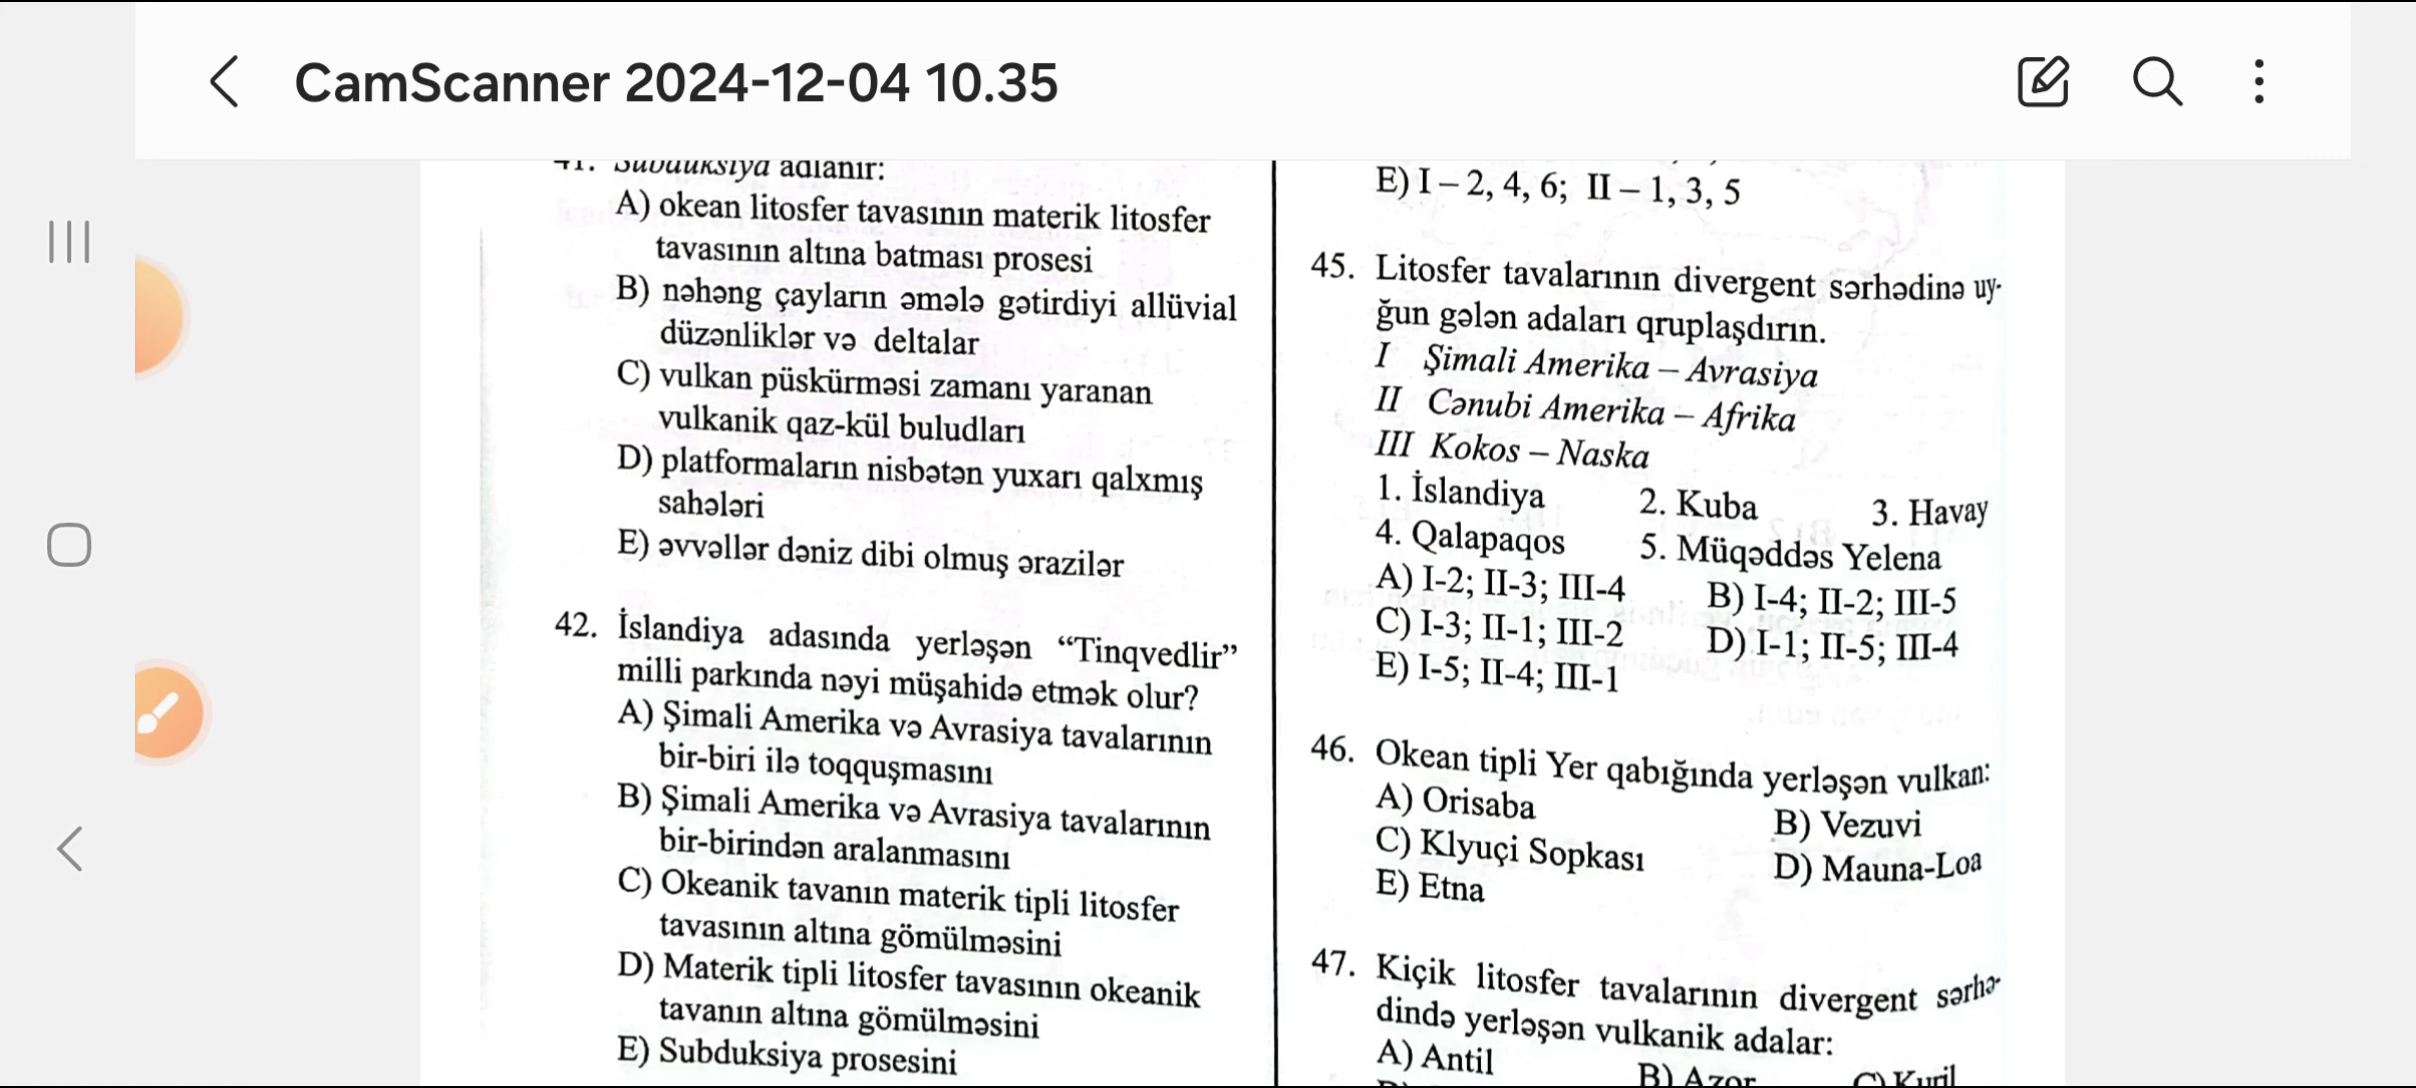 CamScanner 2024-12-04 10.35
41. Subduksiya adlanır:
A) okean litosfer tavasının materik litosfer
tavasının altına batması prosesi
B) nəhəng çayların əmələ gətirdiyi allüvial
düzənliklər və deltalar
C) vulkan püskürməsi zamanı yaranan
vulkanik qaz-kül buludları
D) platformaların nisbətən yuxarı qalxmış
sahələri
E) əvvəllər dəniz dibi olmuş ərazilər
42. İslandiya adasında yerləşən “Tinqvedlir”
milli parkında nəyi müşahidə etmək olur?
A) Şimali Amerika və Avrasiya tavalarının
bir-biri ilə toqquşmasını
B) Şimali Amerika və Avrasiya tavalarının
bir-birindən aralanmasını
C) Okeanik tavanın materik tipli litosfer
tavasının altına gömülməsini
D) Materik tipli litosfer tavasının okeanik
tavanın altına gömülməsini
E) Subduksiya prosesini
E) I – 2, 4, 6; II – 1, 3, 5
45. Litosfer tavalarının divergent sərhədinə uy-
ğun gələn adaları qruplaşdırın.
I Şimali Amerika – Avrasiya
II Cənubi Amerika – Afrika
III Kokos – Naska
1. İslandiya 2. Kuba 3. Havay
4. Qalapaqos 5. Müqəddəs Yelena
A) I-2; II-3; III-4 B) I-4; II-2; III-5
C) I-3; II-1; III-2 D) I-1; II-5; III-4
E) I-5; II-4; III-1
46. Okean tipli Yer qabığında yerləşən vulkan:
A) Orisaba B) Vezuvi
C) Klyuçi Sopkası D) Mauna-Loa
E) Etna
47. Kiçik litosfer tavalarının divergent sərhə-
dində yerləşən vulkanik adalar:
A) Antil B) Azor C) Kuril